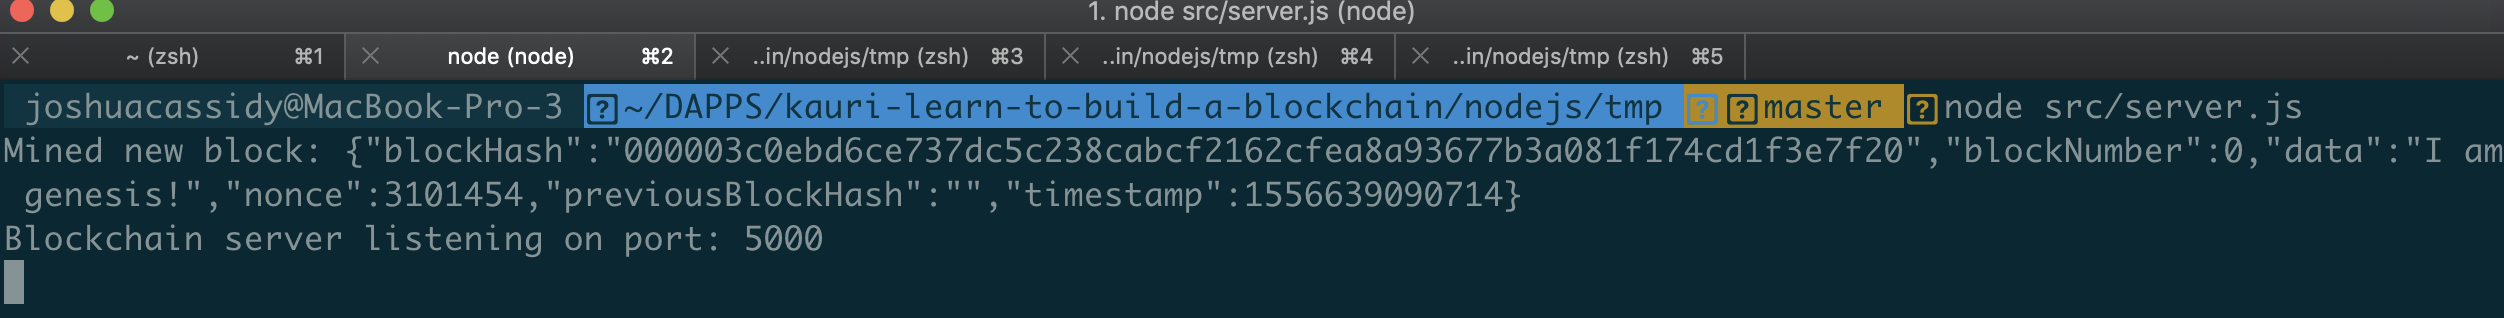 1. node src/server.js (node)
~ (zsh) ⌘1 node (node) ⌘2 ..in/nodejs/tmp (zsh) ⌘3 ..in/nodejs/tmp (zsh) ⌘4 ..in/nodejs/tmp (zsh) ⌘5
joshuacassidy@MacBook-Pro-3 ? ~/DAPPS/kauri-learn-to-build-a-blockchain/nodejs/tmp ? ? master ? node src/server.js
Mined new block: {"blockHash":"000003c0ebd6ce737dc5c238cabcf2162cfea8a93677b3a081f174cd1f3e7f20","blockNumber":0,"data":"I am
genesis!","nonce":3101454,"previousBlockHash":"","timestamp":1556639090714}
Blockchain server listening on port: 5000